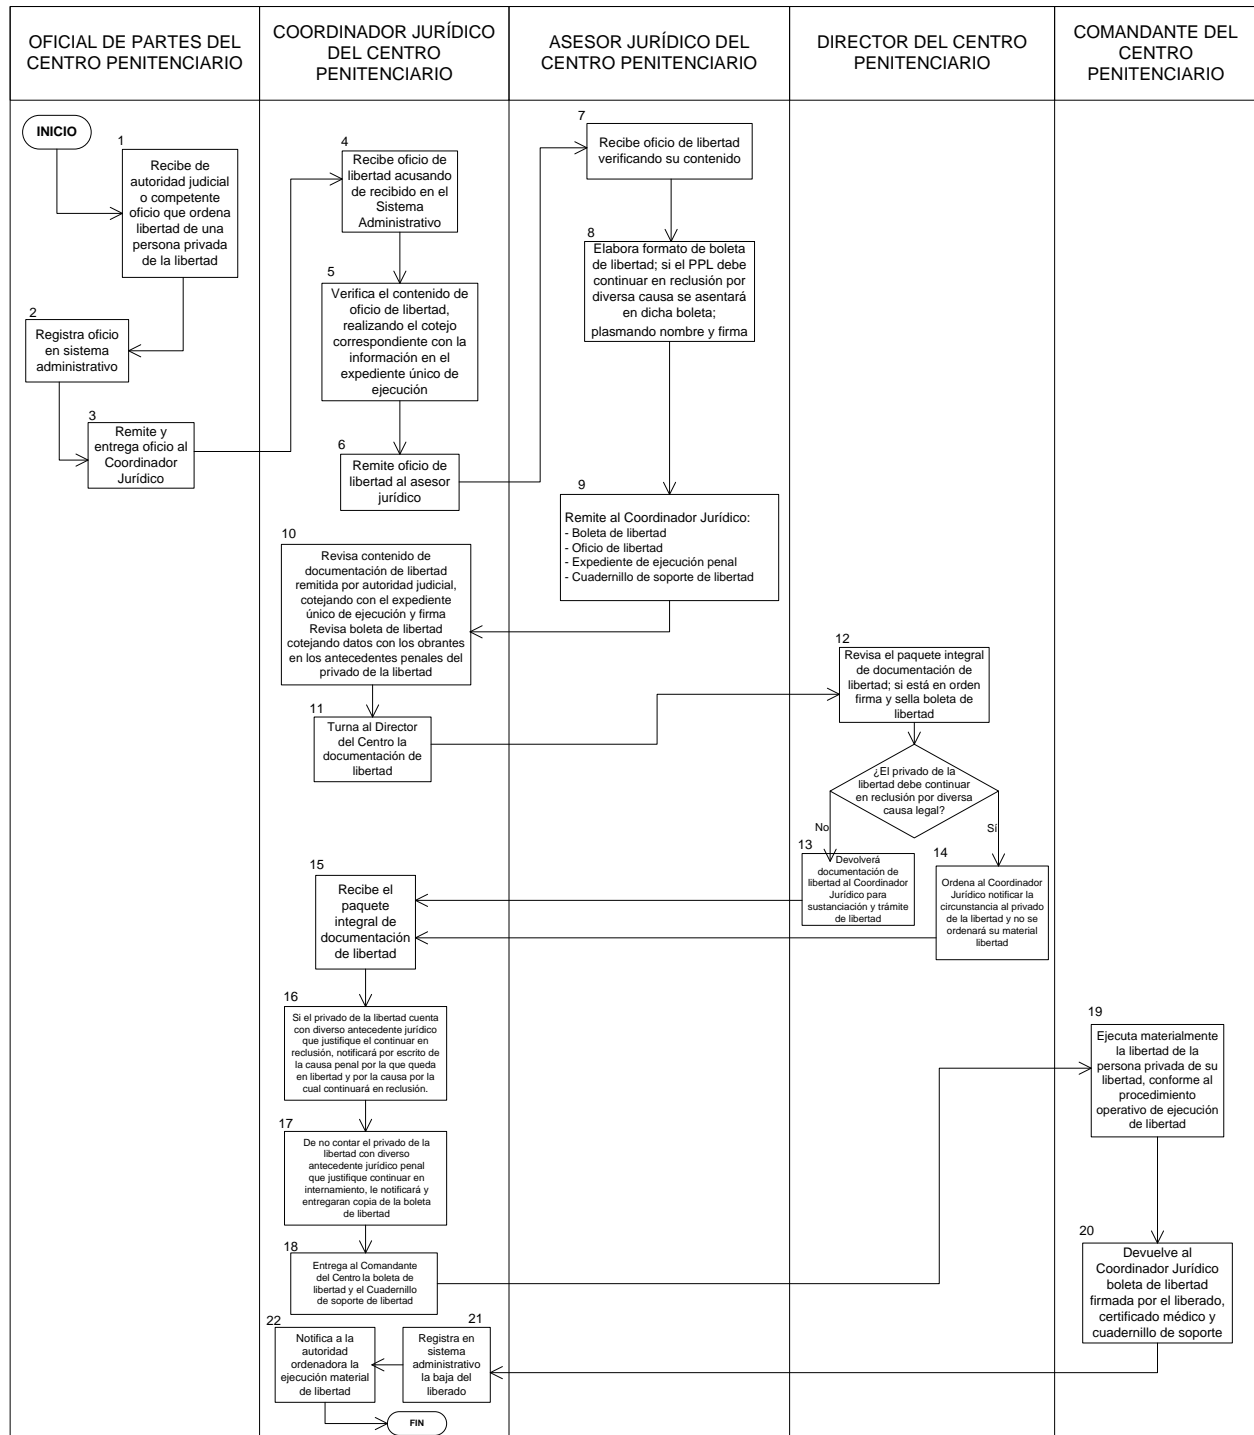 OFICIAL DE PARTES DEL
CENTRO PENITENCIARIO
COORDINADOR JURÍDICO
DEL CENTRO
PENITENCIARIO
ASESOR JURÍDICO DEL
CENTRO PENITENCIARIO
DIRECTOR DEL CENTRO
PENITENCIARIO
COMANDANTE DEL
CENTRO
PENITENCIARIO
INICIO
1
Recibe de
autoridad judicial
o competente
oficio que ordena
libertad de una
persona privada
de la libertad
2
Registra oficio
en sistema
administrativo
3
Remite y
entrega oficio al
Coordinador
Jurídico
4
Recibe oficio de
libertad acusando
de recibido en el
Sistema
Administrativo
5
Verifica el contenido de
oficio de libertad,
realizando el cotejo
correspondiente con la
información en el
expediente único de
ejecución
6
Remite oficio de
libertad al asesor
jurídico
7
Recibe oficio de libertad
verificando su contenido
8
Elabora formato de boleta
de libertad; si el PPL debe
continuar en reclusión por
diversa causa se asentará
en dicha boleta;
plasmando nombre y firma
9
Remite al Coordinador Jurídico:
- Boleta de libertad
- Oficio de libertad
- Expediente de ejecución penal
- Cuadernillo de soporte de libertad
10
Revisa contenido de
documentación de libertad
remitida por autoridad judicial,
cotejando con el expediente
único de ejecución y firma
Revisa boleta de libertad
cotejando datos con los obrantes
en los antecedentes penales del
privado de la libertad
11
Turna al Director
del Centro la
documentación de
libertad
12
Revisa el paquete integral
de documentación de
libertad; si está en orden
firma y sella boleta de
libertad
¿El privado de la
libertad debe continuar
en reclusión por diversa
causa legal?
No
Sí
13
Devolverá
documentación de
libertad al Coordinador
Jurídico para
sustanciación y trámite
de libertad
14
Ordena al Coordinador
Jurídico notificar la
circunstancia al privado
de la libertad y no se
ordenará su material
libertad
15
Recibe el
paquete
integral de
documentación
de libertad
16
Si el privado de la libertad cuenta
con diverso antecedente jurídico
que justifique el continuar en
reclusión, notificará por escrito de
la causa penal por la que queda
en libertad y por la causa por la
cual continuará en reclusión.
17
De no contar el privado de la
libertad con diverso
antecedente jurídico penal
que justifique continuar en
internamiento, le notificará y
entregaran copia de la boleta
de libertad
18
Entrega al Comandante
del Centro la boleta de
libertad y el Cuadernillo
de soporte de libertad
19
Ejecuta materialmente
la libertad de la
persona privada de su
libertad, conforme al
procedimiento
operativo de ejecución
de libertad
20
Devuelve al
Coordinador Jurídico
boleta de libertad
firmada por el liberado,
certificado médico y
cuadernillo de soporte
21
Registra en
sistema
administrativo
la baja del
liberado
22
Notifica a la
autoridad
ordenadora la
ejecución material
de libertad
FIN